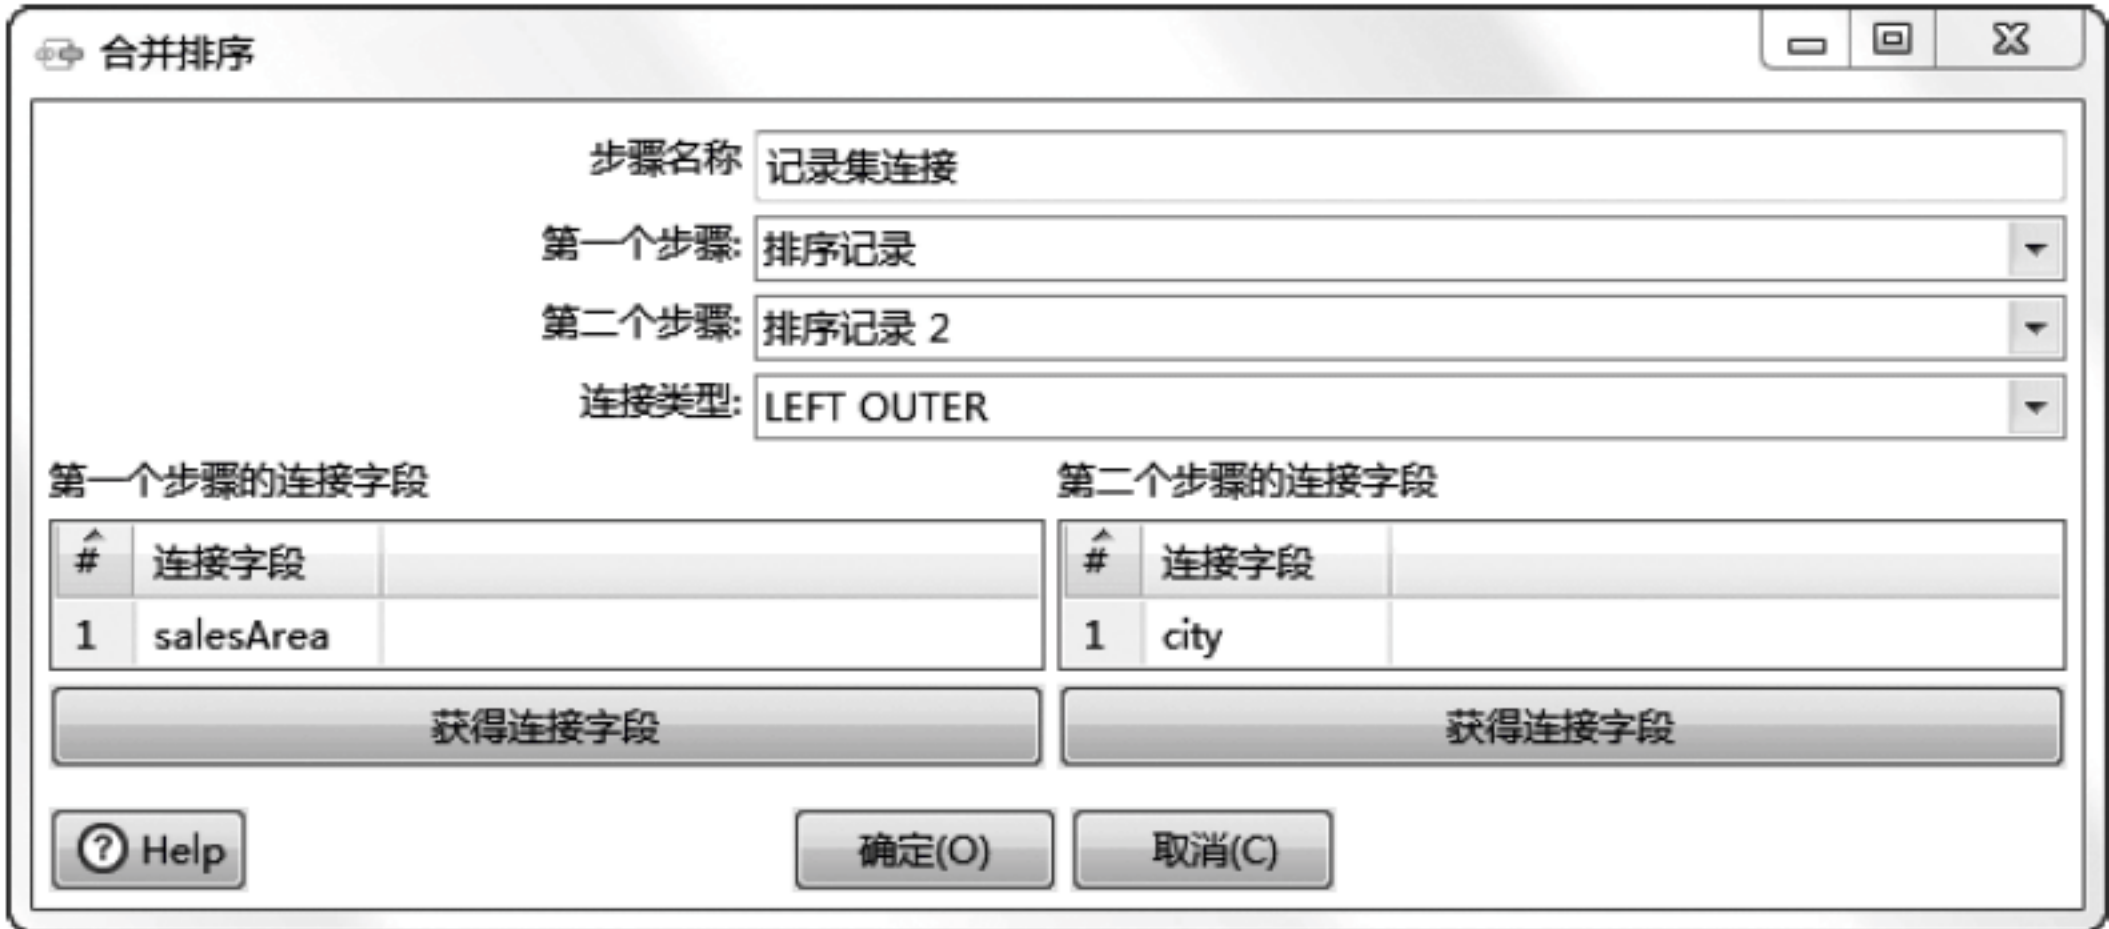 合并排序
步骤名称 记录集连接
第一个步骤: 排序记录
第二个步骤: 排序记录 2
连接类型: LEFT OUTER
第一个步骤的连接字段 第二个步骤的连接字段
# 连接字段 # 连接字段
1 salesArea 1 city
获得连接字段 获得连接字段
Help 确定(O) 取消(C)